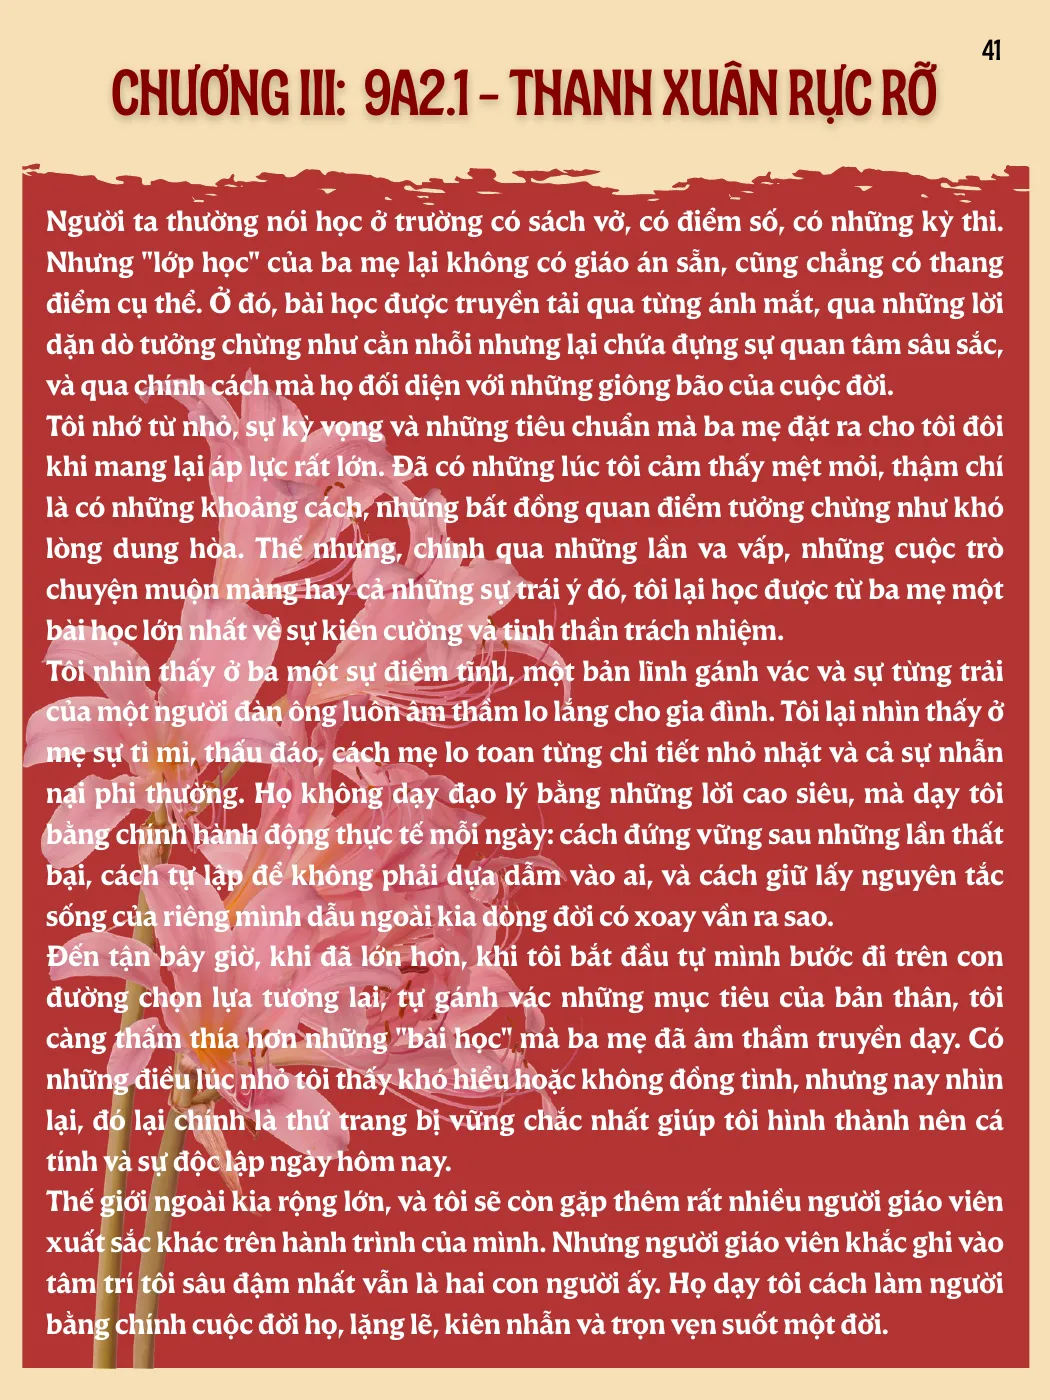 41
CHƯƠNG III: 9A2.1 – THANH XUÂN RỰC RỠ
Người ta thường nói học ở trường có sách vở, có điểm số, có những kỳ thi.
Nhưng "lớp học" của ba mẹ lại không có giáo án sẵn, cũng chẳng có thang
điểm cụ thể. Ở đó, bài học được truyền tải qua từng ánh mắt, qua những lời
dặn dò tưởng chừng như cằn nhỗi nhưng lại chứa đựng sự quan tâm sâu sắc,
và qua chính cách mà họ đối diện với những giông bão của cuộc đời.
Tôi nhớ từ nhỏ, sự kỳ vọng và những tiêu chuẩn mà ba mẹ đặt ra cho tôi đôi
khi mang lại áp lực rất lớn. Đã có những lúc tôi cảm thấy mệt mỏi, thậm chí
là có những khoảng cách, những bất đồng quan điểm tưởng chừng như khó
lòng dung hòa. Thế nhưng, chính qua những lần va vấp, những cuộc trò
chuyện muộn màng hay cả những sự trái ý đó, tôi lại học được từ ba mẹ một
bài học lớn nhất về sự kiên cường và tinh thần trách nhiệm.
Tôi nhìn thấy ở ba một sự điềm tĩnh, một bản lĩnh gánh vác và sự từng trải
của một người đàn ông luôn âm thầm lo lắng cho gia đình. Tôi lại nhìn thấy ở
mẹ sự tỉ mỉ, thấu đáo, cách mẹ lo toan từng chi tiết nhỏ nhặt và cả sự nhẫn
nại phi thường. Họ không dạy đạo lý bằng những lời cao siêu, mà dạy tôi
bằng chính hành động thực tế mỗi ngày: cách đứng vững sau những lần thất
bại, cách tự lập để không phải dựa dẫm vào ai, và cách giữ lấy nguyên tắc
sống của riêng mình dẫu ngoài kia dòng đời có xoay vần ra sao.
Đến tận bây giờ, khi đã lớn hơn, khi tôi bắt đầu tự mình bước đi trên con
đường chọn lựa tương lai, tự gánh vác những mục tiêu của bản thân, tôi
càng thấm thía hơn những "bài học" mà ba mẹ đã âm thầm truyền dạy. Có
những điều lúc nhỏ tôi thấy khó hiểu hoặc không đồng tình, nhưng nay nhìn
lại, đó lại chính là thứ trang bị vững chắc nhất giúp tôi hình thành nên cá
tính và sự độc lập ngày hôm nay.
Thế giới ngoài kia rộng lớn, và tôi sẽ còn gặp thêm rất nhiều người giáo viên
xuất sắc khác trên hành trình của mình. Nhưng người giáo viên khắc ghi vào
tâm trí tôi sâu đậm nhất vẫn là hai con người ấy. Họ dạy tôi cách làm người
bằng chính cuộc đời họ, lặng lẽ, kiên nhẫn và trọn vẹn suốt một đời.